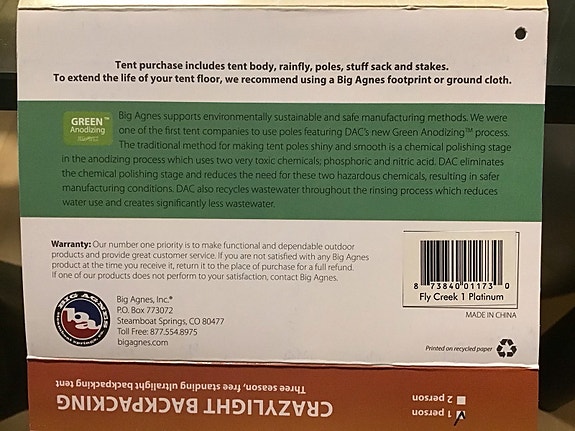 Tent purchase includes tent body, rainfly, poles, stuff sack and stakes.
To extend the life of your tent floor, we recommend using a Big Agnes footprint or ground cloth.
GREEN™
Anodizing
Big Agnes supports environmentally sustainable and safe manufacturing methods. We were
one of the first tent companies to use poles featuring DAC's new Green Anodizing™ process.
The traditional method for making tent poles shiny and smooth is a chemical polishing stage
in the anodizing process which uses two very toxic chemicals; phosphoric and nitric acid. DAC eliminates
the chemical polishing stage and reduces the need for these two hazardous chemicals, resulting in safer
manufacturing conditions. DAC also recycles wastewater throughout the rinsing process which reduces
water use and creates significantly less wastewater.
Warranty: Our number one priority is to make functional and dependable outdoor
products and provide great customer service. If you are not satisfied with any Big Agnes
product at the time you receive it, return it to the place of purchase for a full refund.
If one of our products does not perform to your satisfaction, contact Big Agnes.
BIG AGNES
ba
Big Agnes, Inc.®
P.O. Box 773072
Steamboat Springs, CO 80477
Toll Free: 877.554.8975
bigagnes.com
8 73840 01173 0
Fly Creek 1 Platinum
MADE IN CHINA
Printed on recycled paper
CRAZYLIGHT BACKPACKING
Three season, free standing ultralight backpacking tent
1 person
2 person